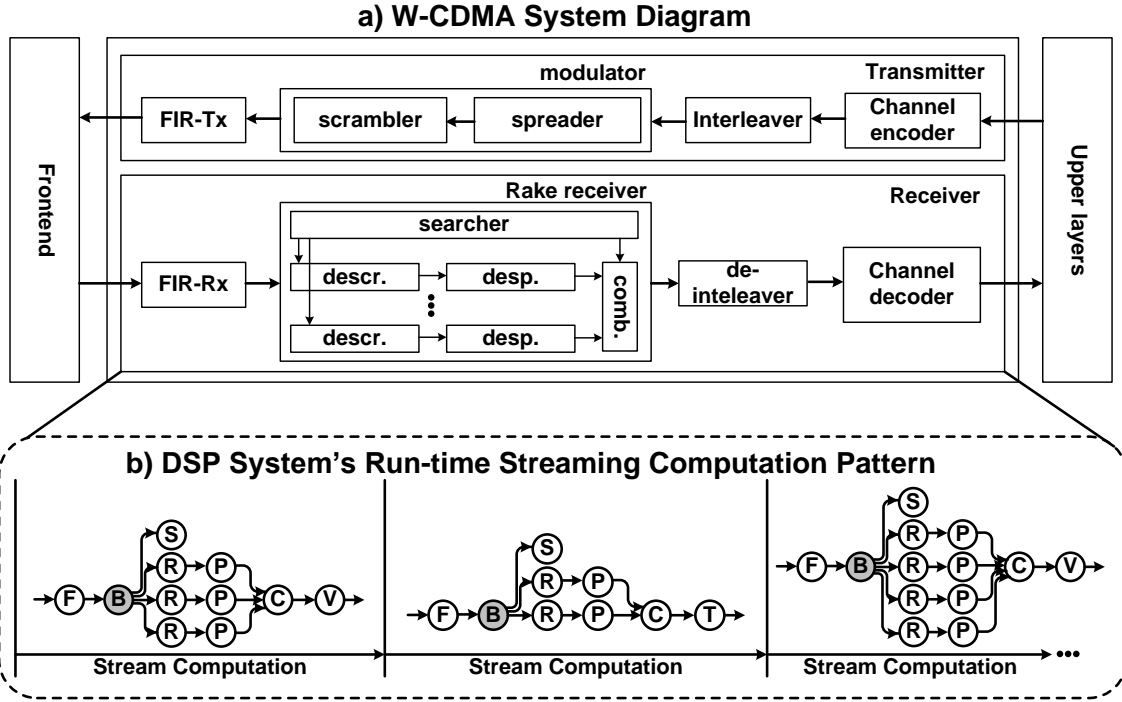 a) W-CDMA System Diagram
Frontend
Upper layers
modulator
Transmitter
FIR-Tx
scrambler
spreader
Interleaver
Channel
encoder
Rake receiver
Receiver
searcher
FIR-Rx
descr.
desp.
descr.
desp.
comb.
de-
inteleaver
Channel
decoder
b) DSP System's Run-time Streaming Computation Pattern
S
R P
F B R P C V
R P
Stream Computation
S
R P
F B R P C T
Stream Computation
S
R P
F B R P C V
R P
R P
Stream Computation